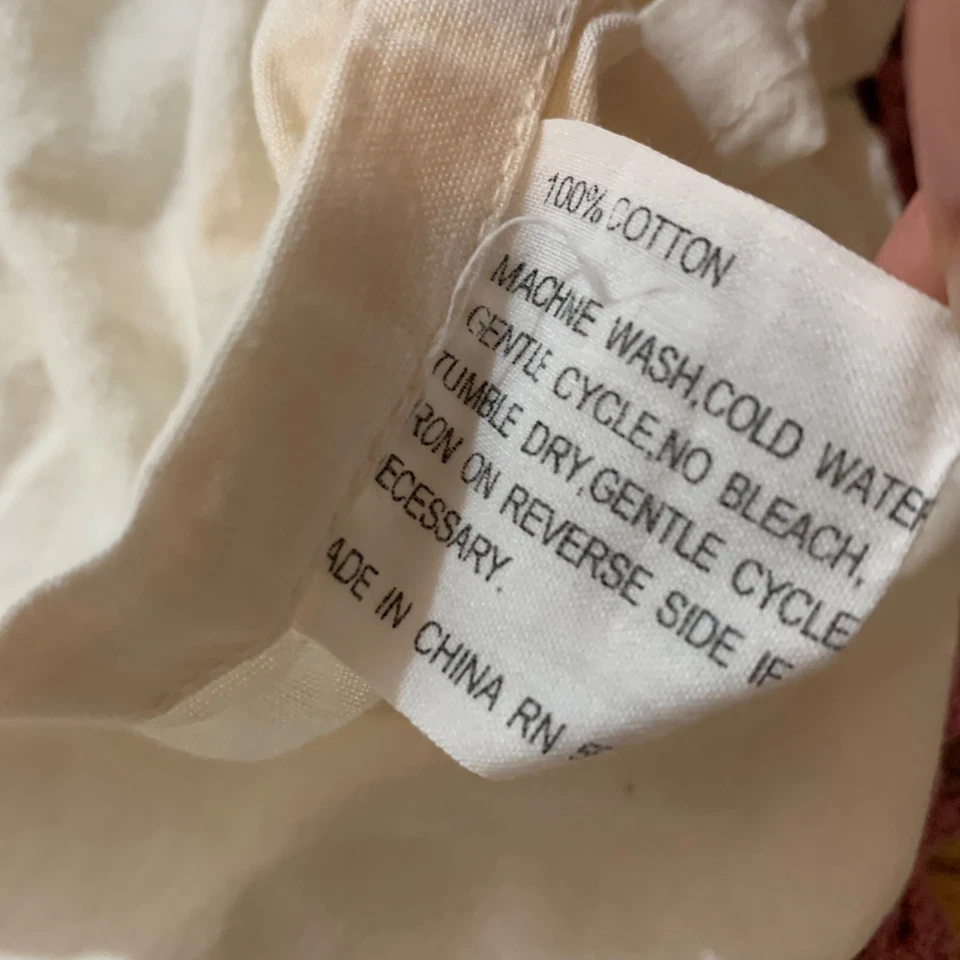 100% COTTON
MACHNE WASH,COLD WATER
GENTLE CYCLE,NO BLEACH,
TUMBLE DRY,GENTLE CYCLE
IRON ON REVERSE SIDE IF
ECESSARY.
ADE IN CHINA RN